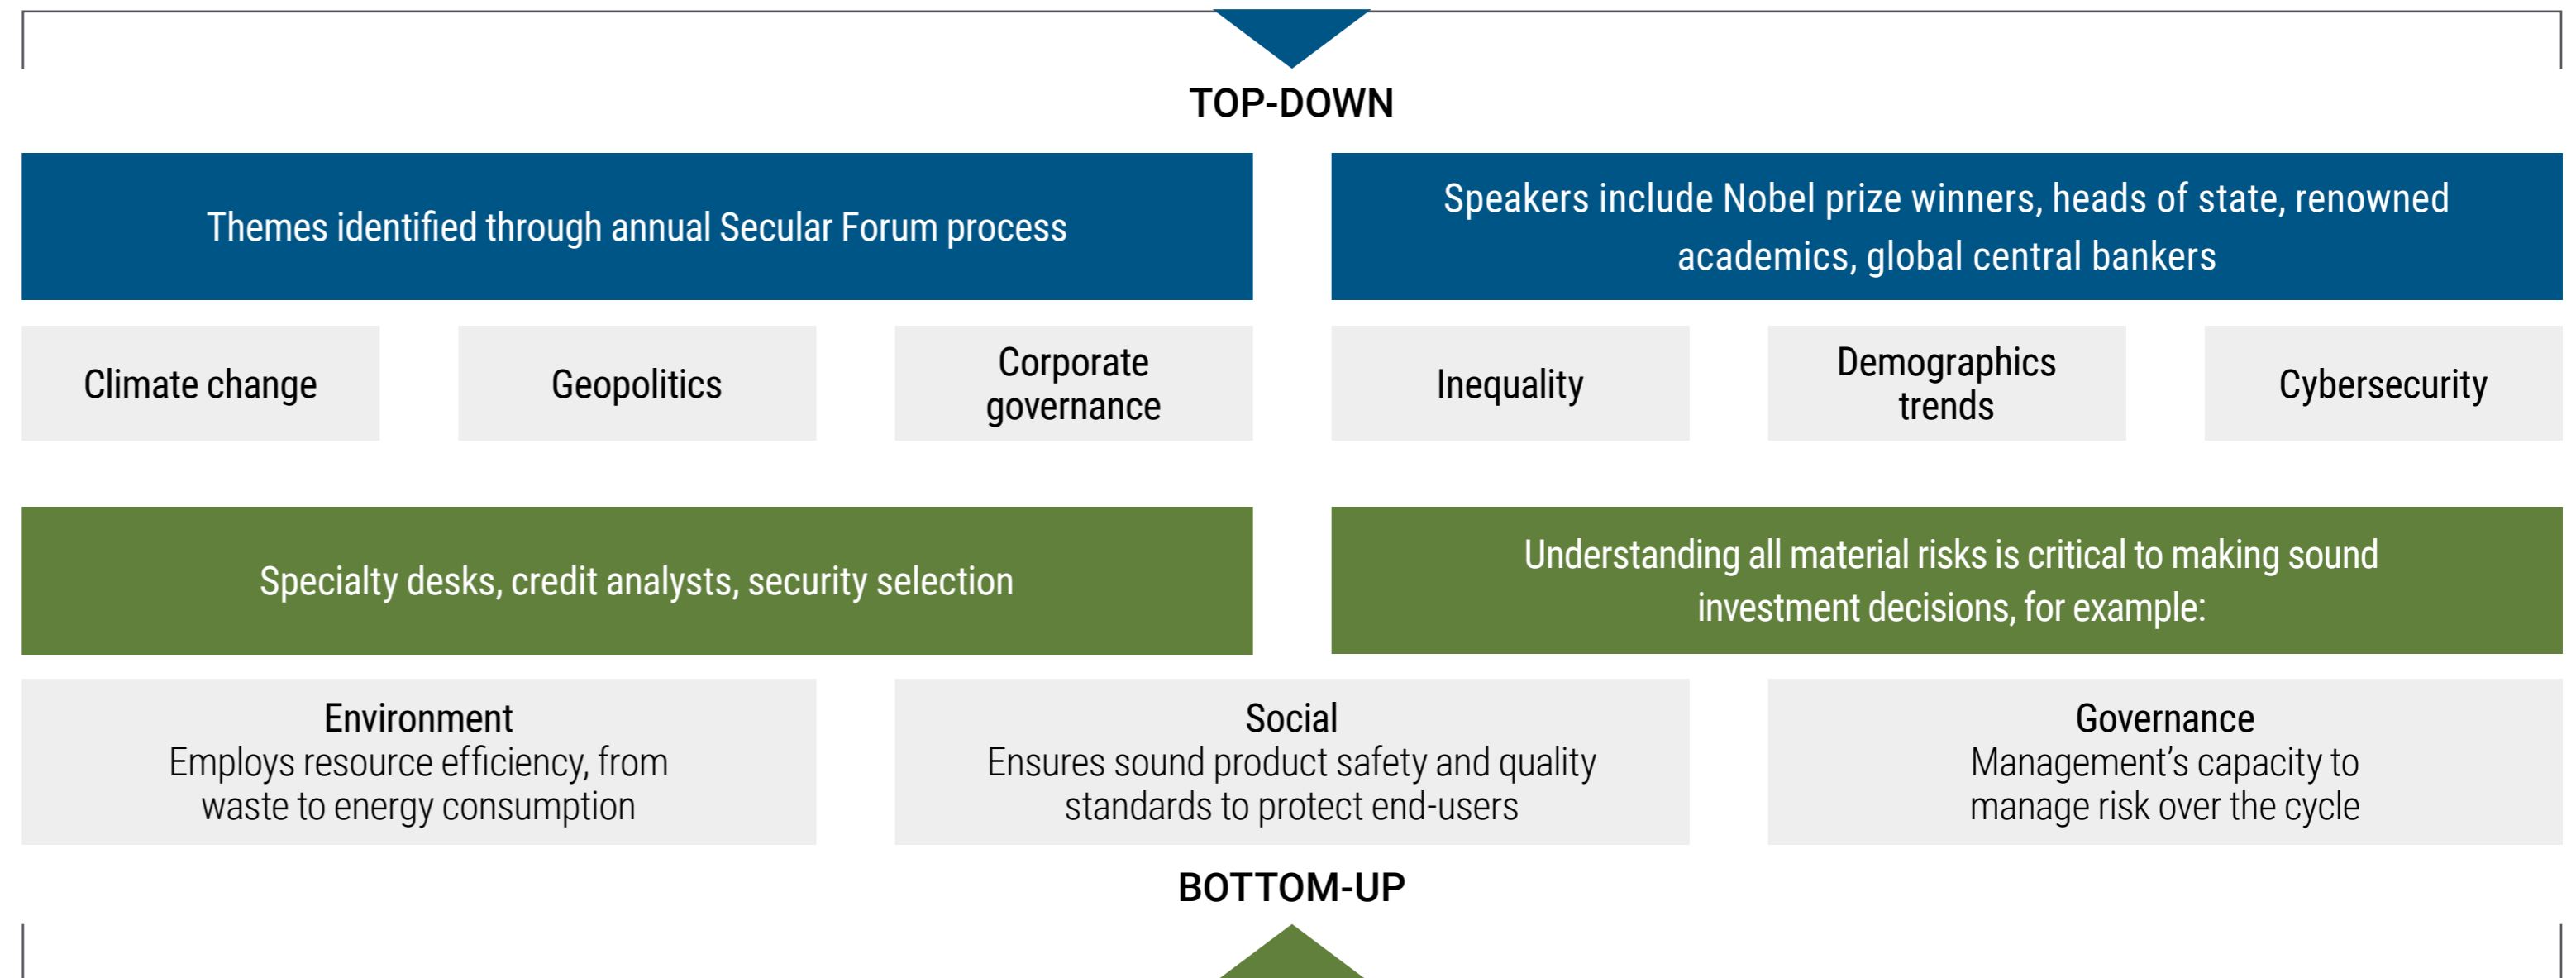 TOP-DOWN
Themes identified through annual Secular Forum process
Speakers include Nobel prize winners, heads of state, renowned
academics, global central bankers
Climate change
Geopolitics
Corporate
governance
Inequality
Demographics
trends
Cybersecurity
Specialty desks, credit analysts, security selection
Understanding all material risks is critical to making sound
investment decisions, for example:
Environment
Employs resource efficiency, from
waste to energy consumption
Social
Ensures sound product safety and quality
standards to protect end-users
Governance
Management’s capacity to
manage risk over the cycle
BOTTOM-UP